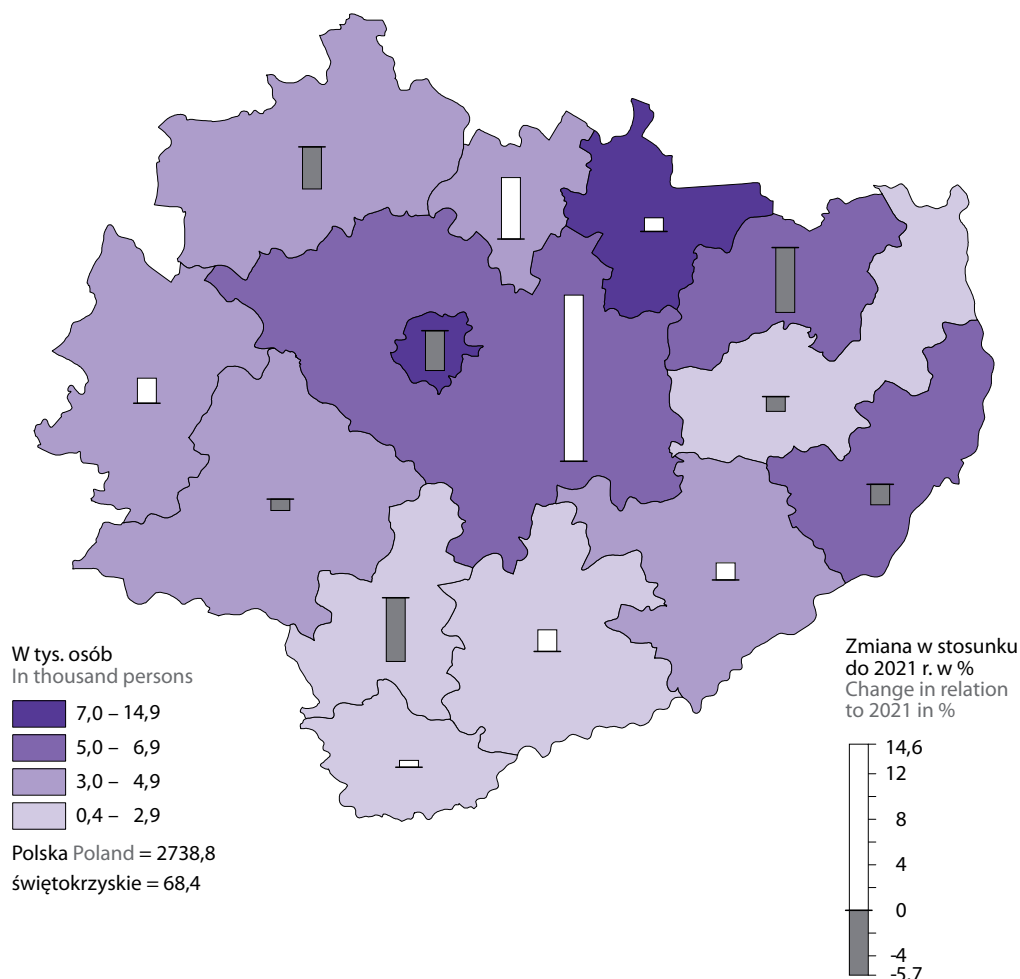 W tys. osób
In thousand persons
7,0 – 14,9
5,0 – 6,9
3,0 – 4,9
0,4 – 2,9
Polska Poland = 2738,8
świętokrzyskie = 68,4
Zmiana w stosunku
do 2021 r. w %
Change in relation
to 2021 in %
14,6
12
8
4
0
-4
-5,7